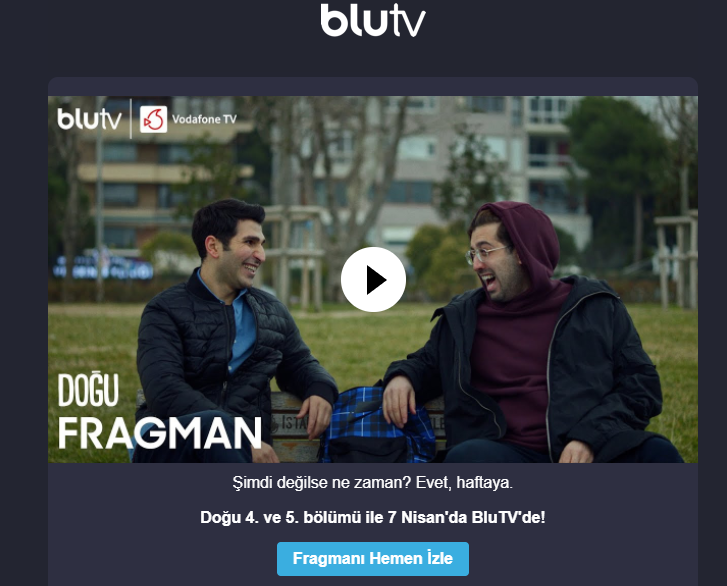 blutv
blutv | Vodafone TV
DOĞU
FRAGMAN
İSTA
Şimdi değilse ne zaman? Evet, haftaya.
Doğu 4. ve 5. bölümü ile 7 Nisan'da BluTV'de!
Fragmanı Hemen İzle